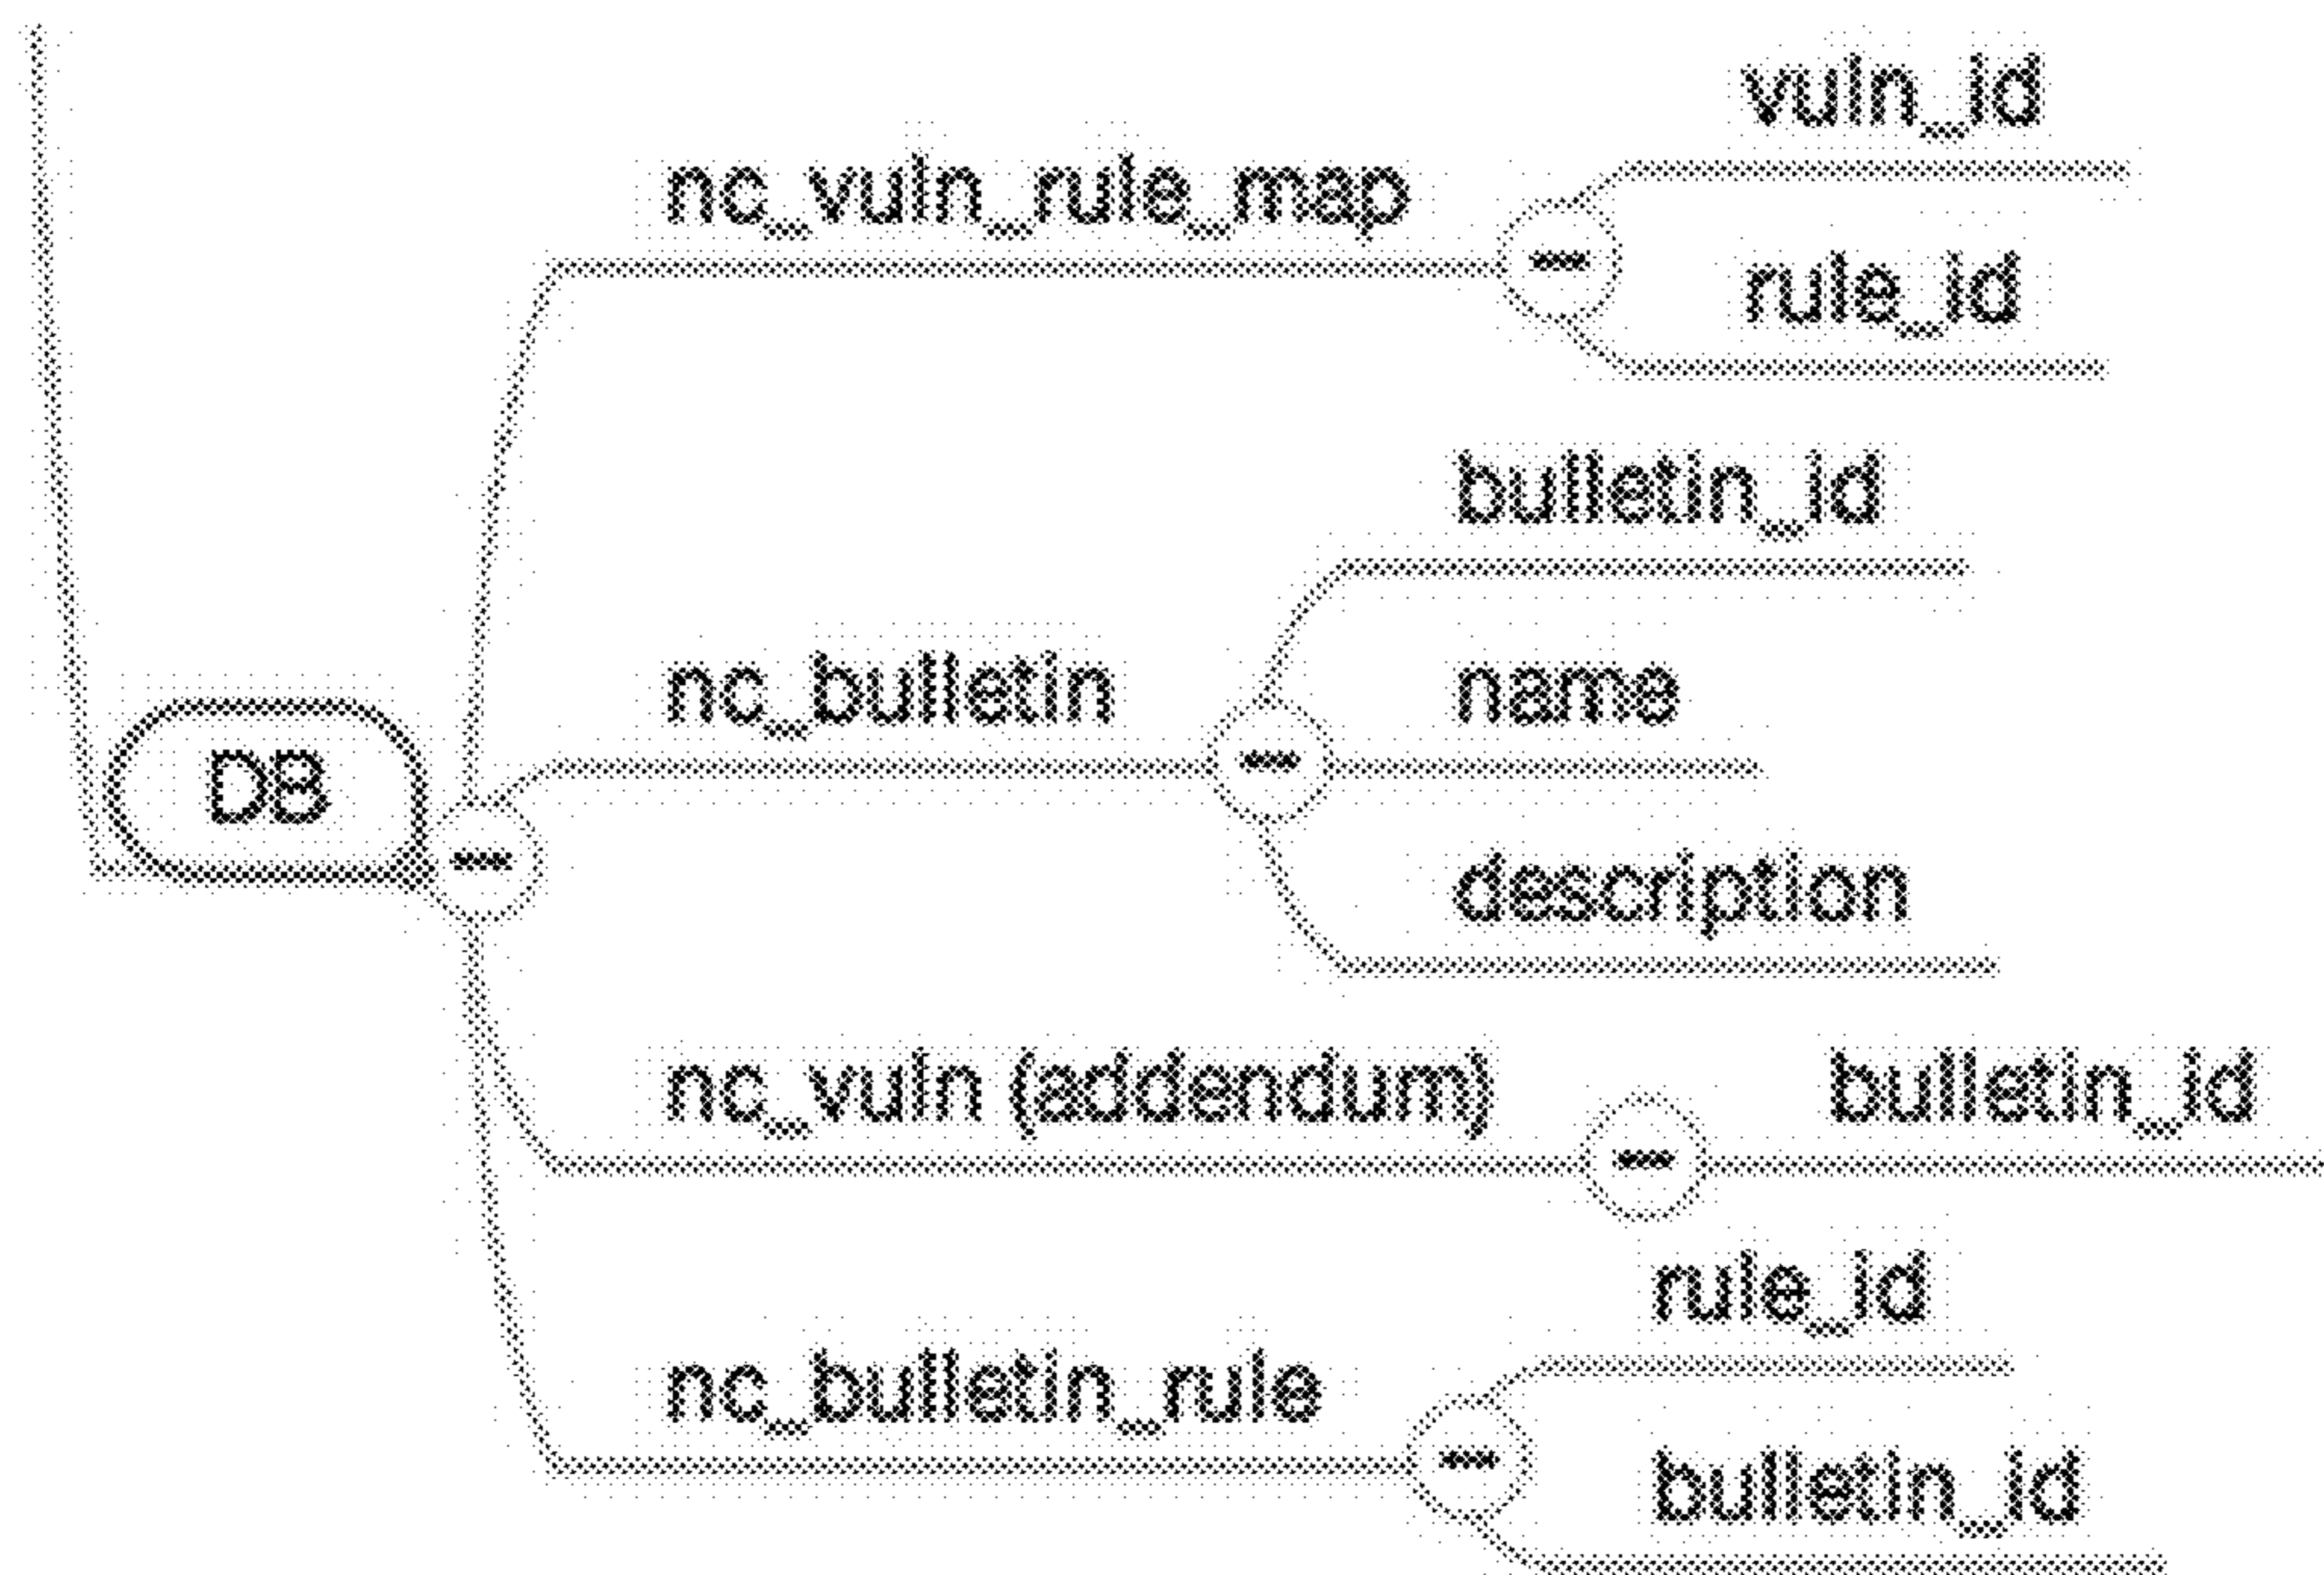 vuln_id
nc_vuln_rule_map
rule_id
bulletin_id
nc_bulletin
name
DB
description
nc_vuln (addendum)
bulletin_id
rule_id
nc_bulletin_rule
bulletin_id